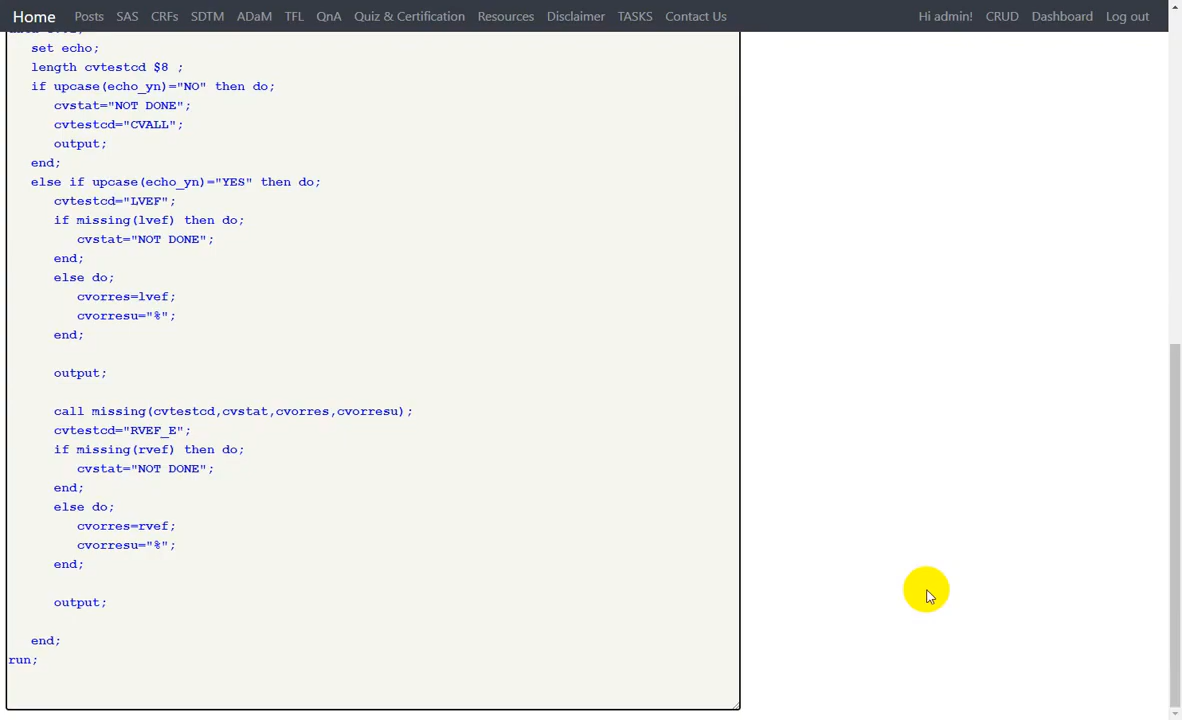 Home Posts SAS CRFs SDTM ADaM TFL QnA Quiz & Certification Resources Disclaimer TASKS Contact Us Hi admin! CRUD Dashboard Log out
set echo;
length cvtestcd $8 ;
if upcase(echo_yn)="NO" then do;
cvstat="NOT DONE";
cvtestcd="CVALL";
output;
end;
else if upcase(echo_yn)="YES" then do;
cvtestcd="LVEF";
if missing(lvef) then do;
cvstat="NOT DONE";
end;
else do;
cvorres=lvef;
cvorresu="%";
end;
output;
call missing(cvtestcd,cvstat,cvorres,cvorresu);
cvtestcd="RVEF_E";
if missing(rvef) then do;
cvstat="NOT DONE";
end;
else do;
cvorres=rvef;
cvorresu="%";
end;
output;
end;
run;